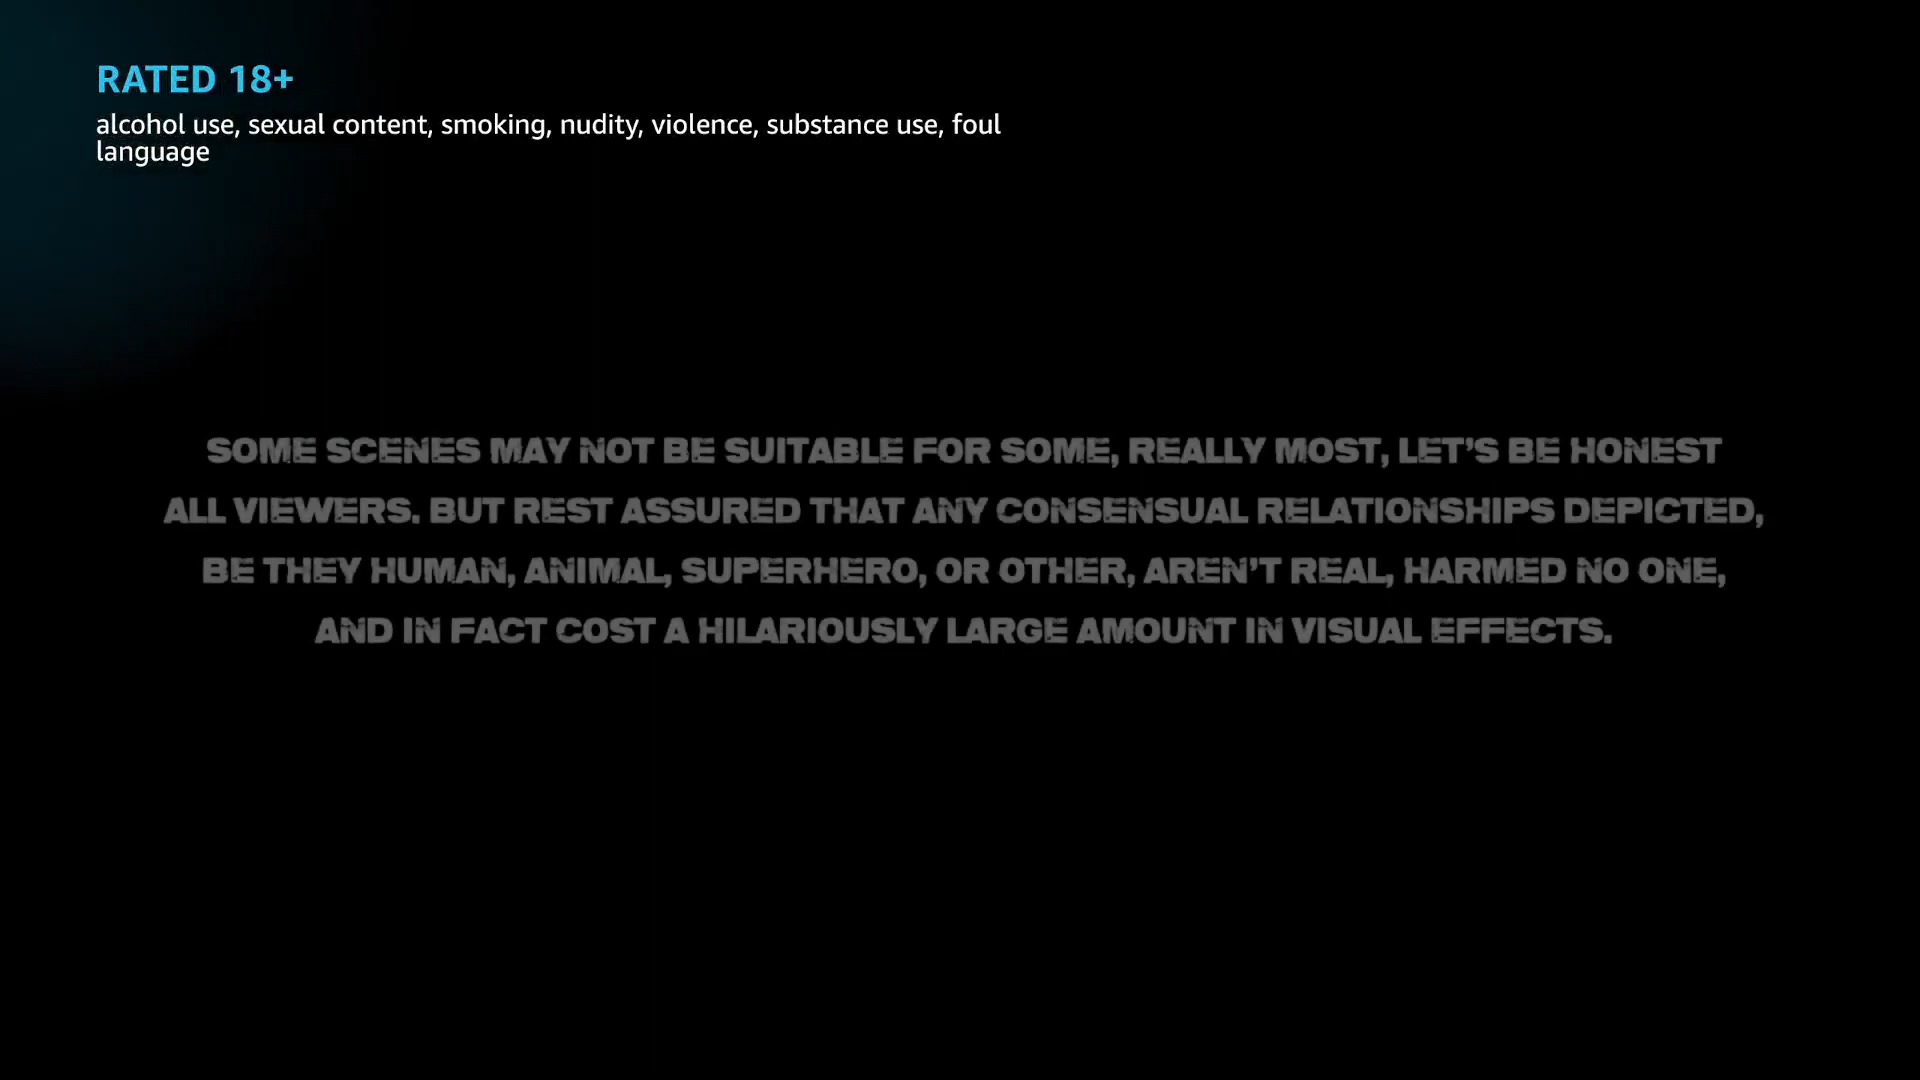 RATED 18+
alcohol use, sexual content, smoking, nudity, violence, substance use, foul
language
SOME SCENES MAY NOT BE SUITABLE FOR SOME, REALLY MOST, LET'S BE HONEST
ALL VIEWERS. BUT REST ASSURED THAT ANY CONSENSUAL RELATIONSHIPS DEPICTED,
BE THEY HUMAN, ANIMAL, SUPERHERO, OR OTHER, AREN'T REAL, HARMED NO ONE,
AND IN FACT COST A HILARIOUSLY LARGE AMOUNT IN VISUAL EFFECTS.